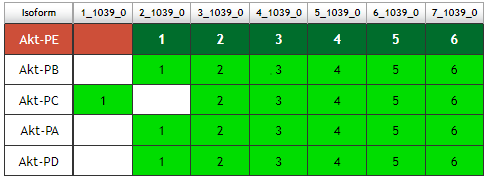 Isoform 1_1039_0 2_1039_0 3_1039_0 4_1039_0 5_1039_0 6_1039_0 7_1039_0
Akt-PE 1 2 3 4 5 6
Akt-PB 1 2 3 4 5 6
Akt-PC 1 2 3 4 5 6
Akt-PA 1 2 3 4 5 6
Akt-PD 1 2 3 4 5 6